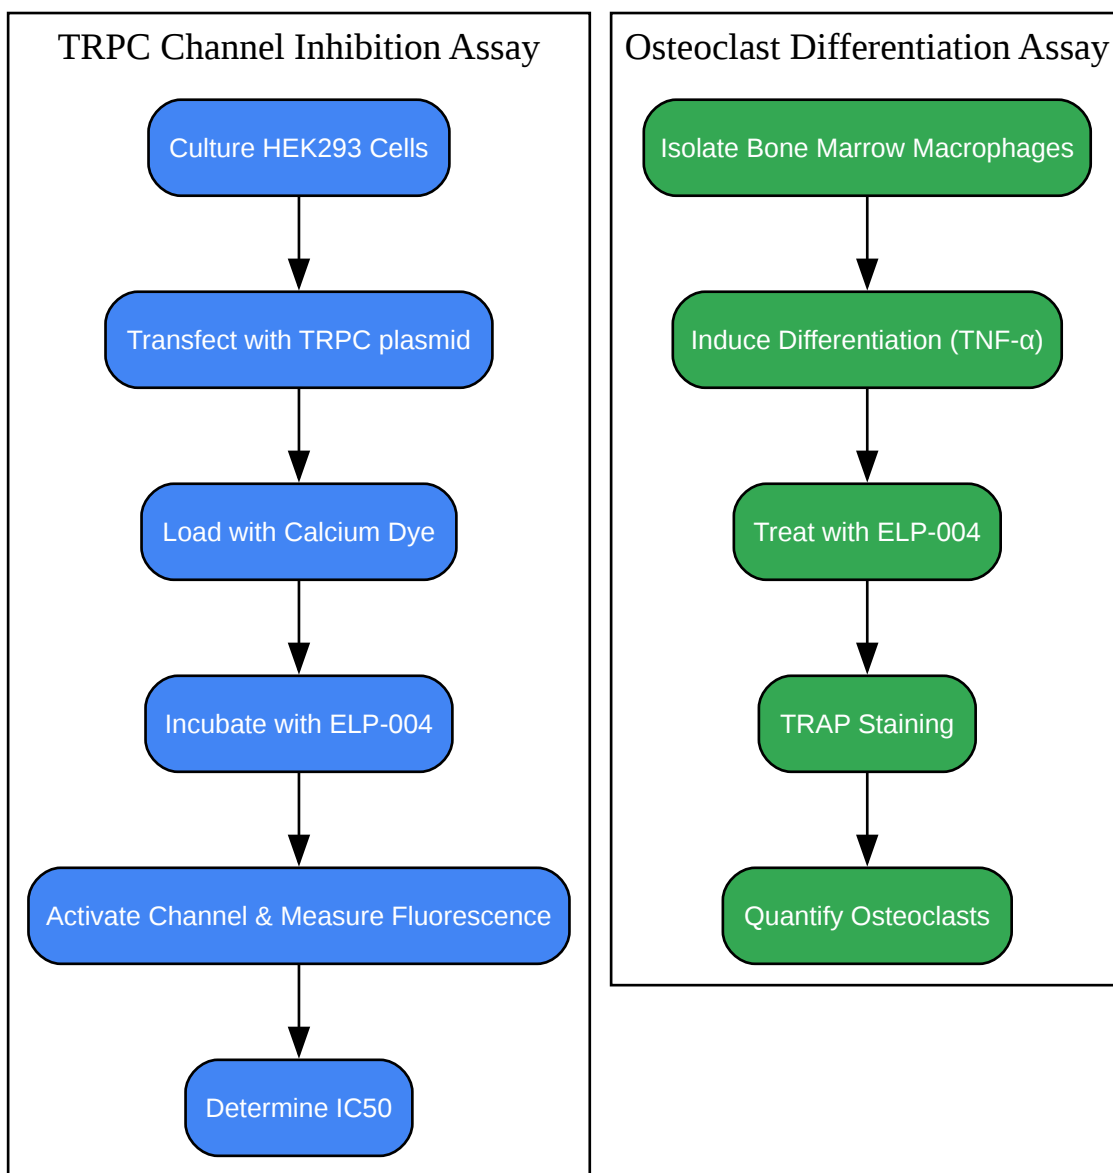 TRPC Channel Inhibition Assay
Culture HEK293 Cells
Transfect with TRPC plasmid
Load with Calcium Dye
Incubate with ELP-004
Activate Channel & Measure Fluorescence
Determine IC50
Osteoclast Differentiation Assay
Isolate Bone Marrow Macrophages
Induce Differentiation (TNF-α)
Treat with ELP-004
TRAP Staining
Quantify Osteoclasts